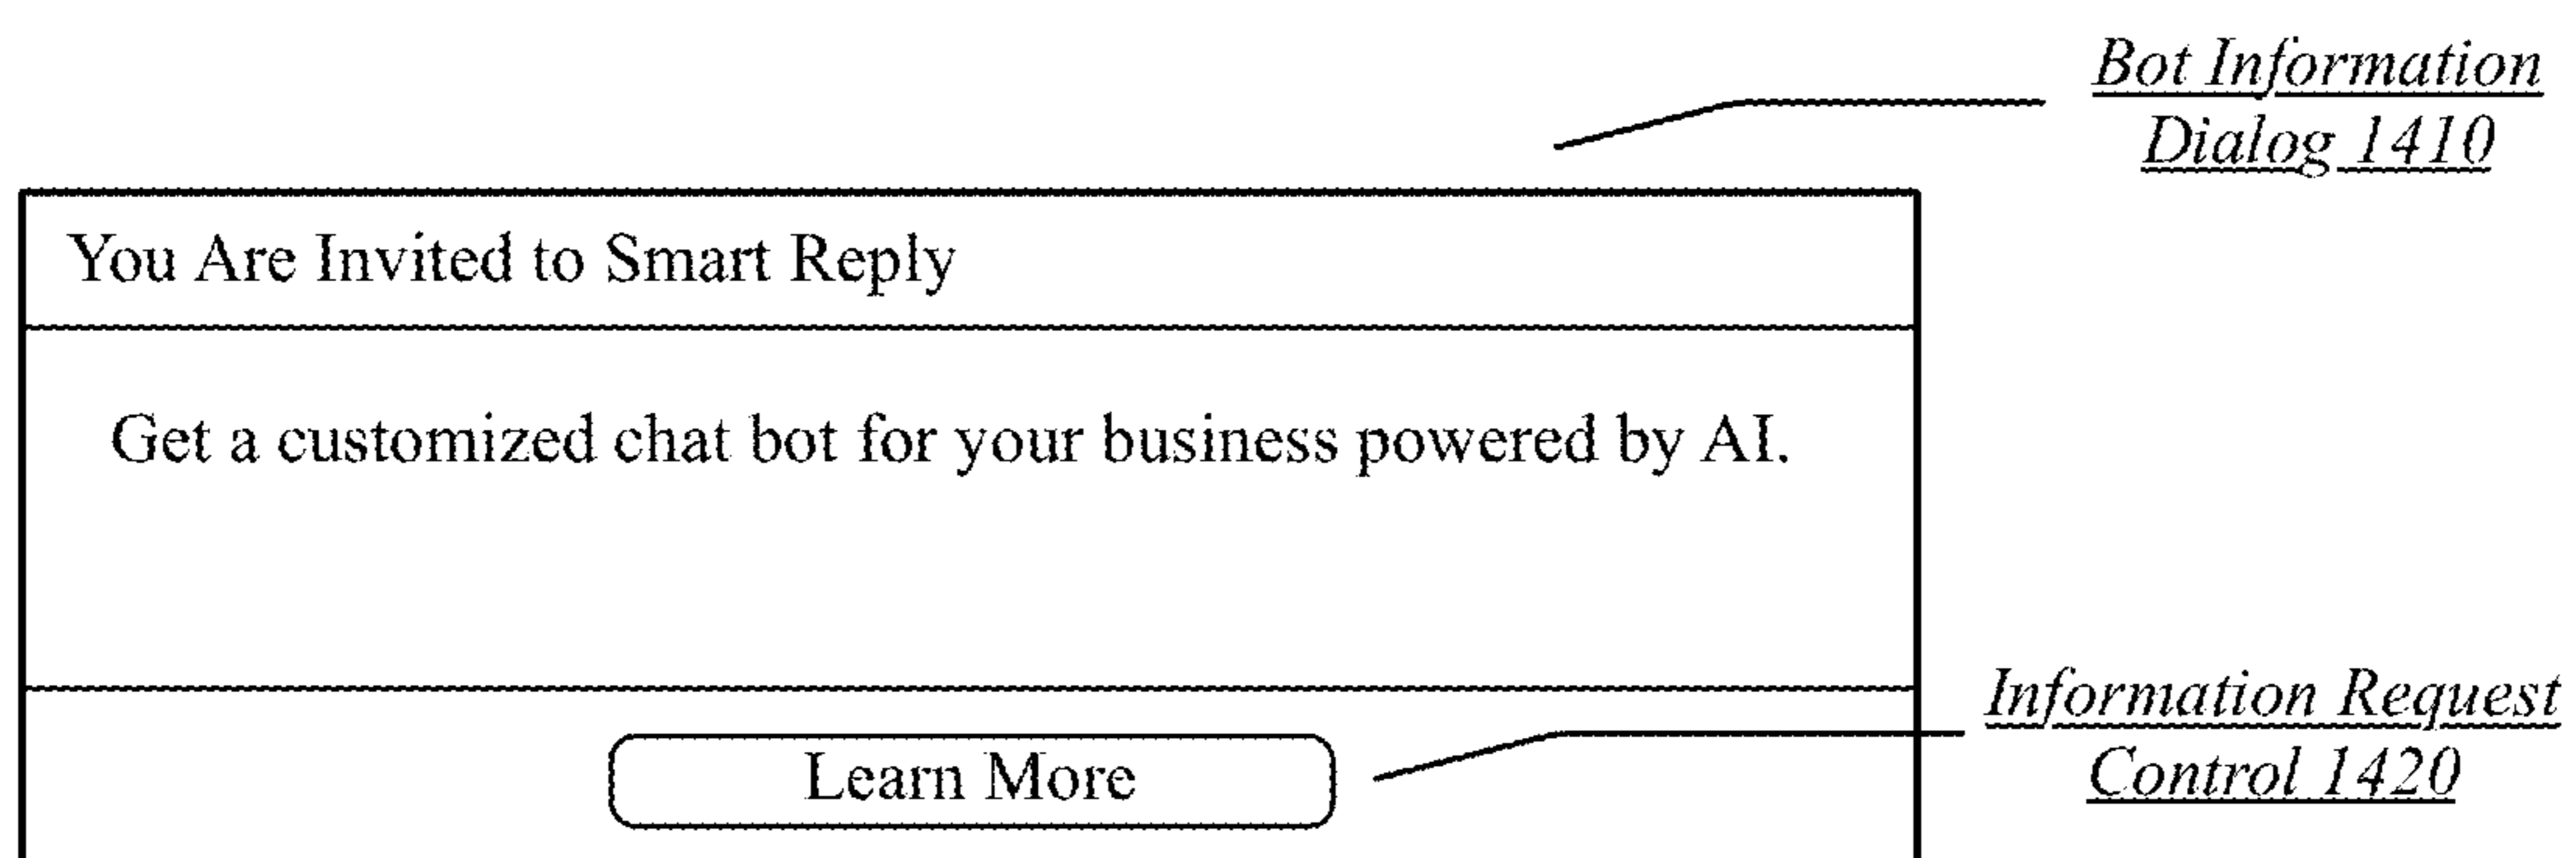 Bot Information
Dialog 1410
You Are Invited to Smart Reply
Get a customized chat bot for your business powered by AI.
Information Request
Control 1420
Learn More